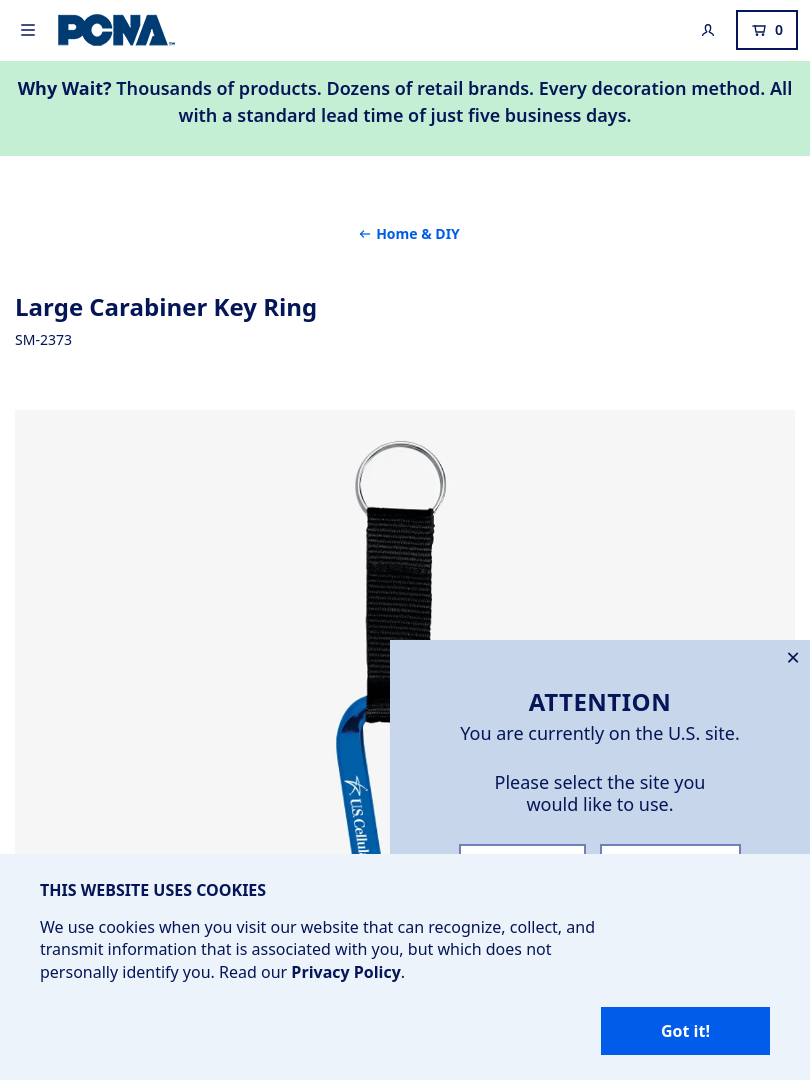 PCNA™
0
Why Wait? Thousands of products. Dozens of retail brands. Every decoration method. All
with a standard lead time of just five business days.
← Home & DIY
Large Carabiner Key Ring
SM-2373
ATTENTION
You are currently on the U.S. site.
Please select the site you
would like to use.
U.S. Cellular
THIS WEBSITE USES COOKIES
We use cookies when you visit our website that can recognize, collect, and
transmit information that is associated with you, but which does not
personally identify you. Read our Privacy Policy.
Got it!